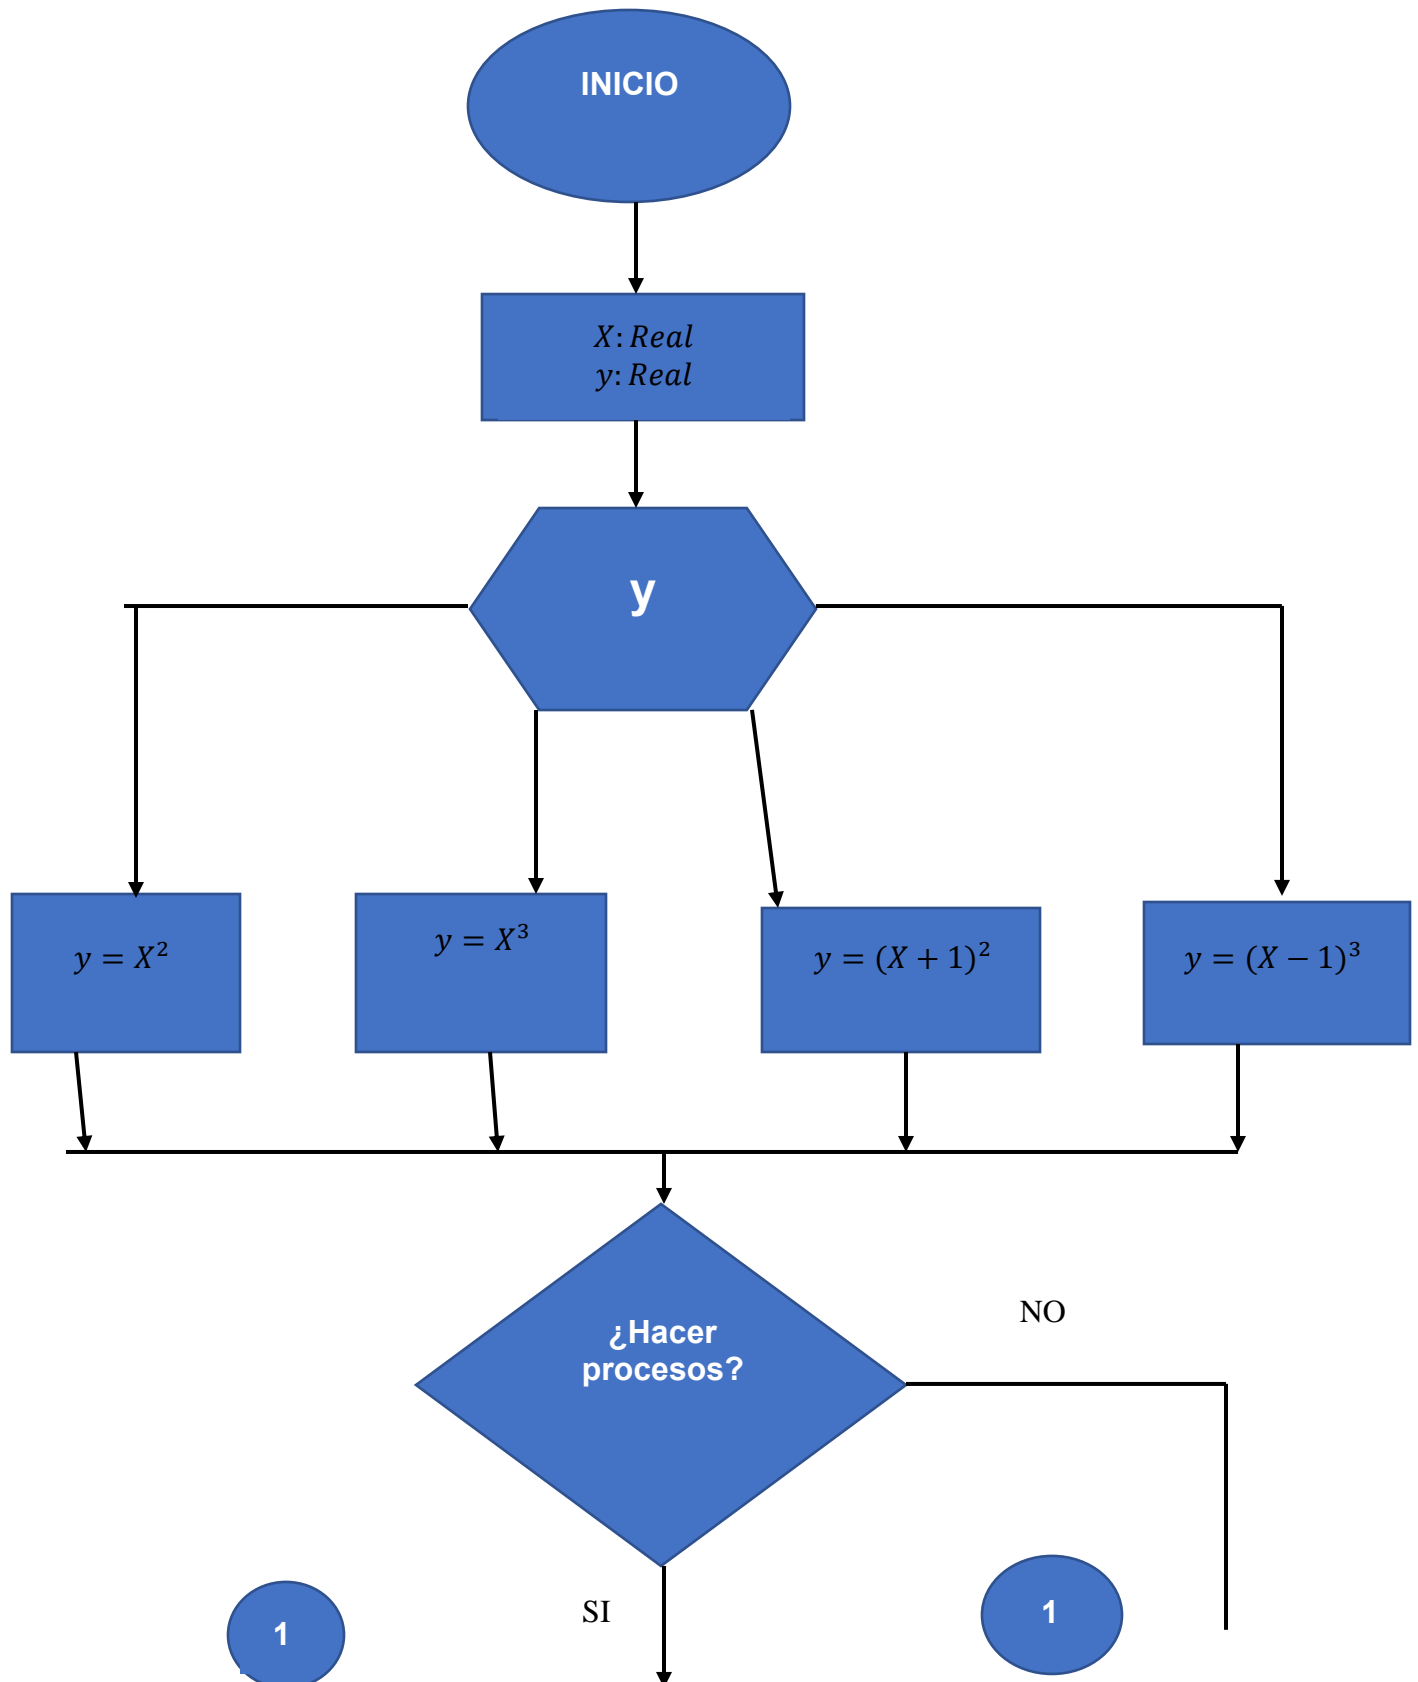 INICIO
X: Real
y: Real
y
y = X²
y = X³
y = (X + 1)²
y = (X − 1)³
¿Hacer
procesos?
NO
SI
1
1